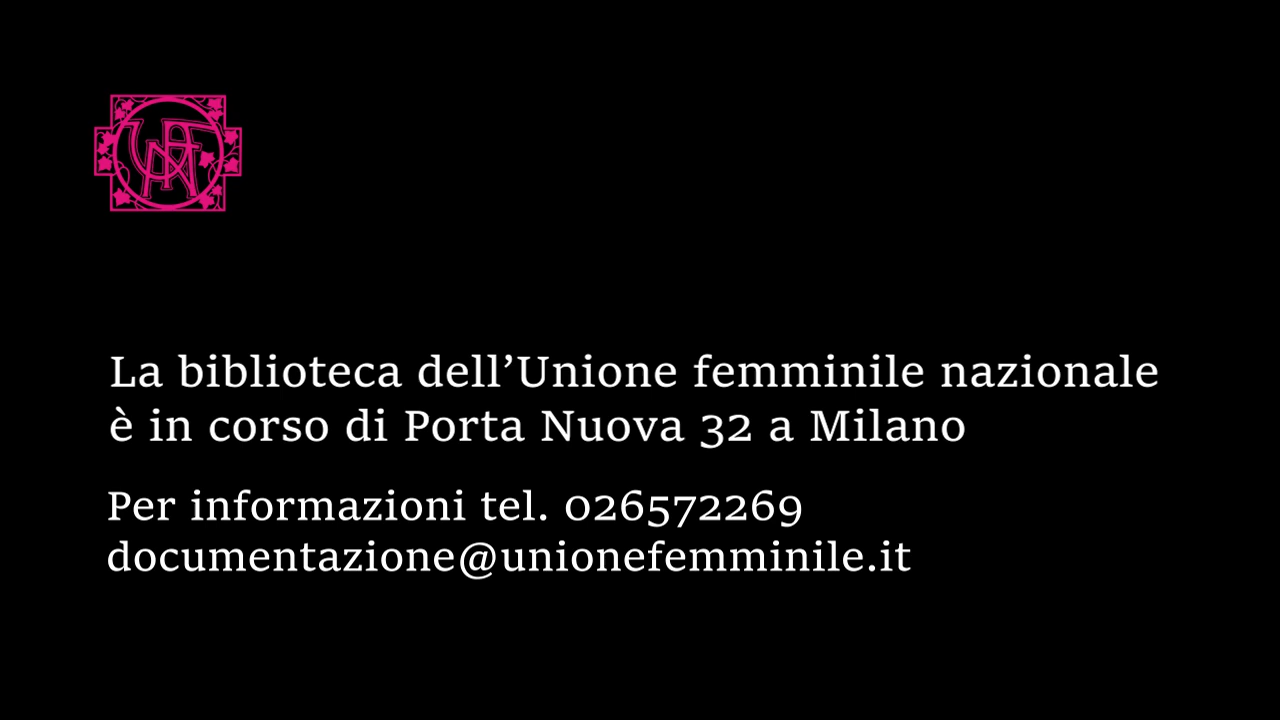 La biblioteca dell’Unione femminile nazionale
è in corso di Porta Nuova 32 a Milano
Per informazioni tel. 026572269
documentazione@unionefemminile.it